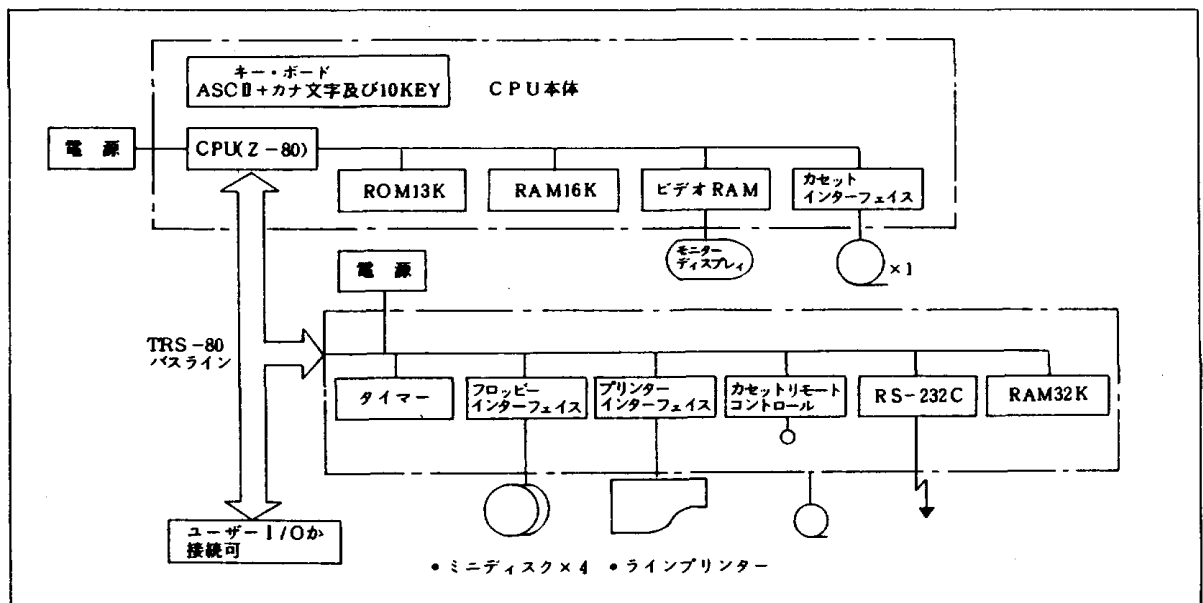 キー・ボード
ASCⅡ+カナ文字及び10KEY
CPU本体
電源
CPU(Z-80)
ROM13K
RAM16K
ビデオRAM
カセット
インターフェイス
モニター
ディスプレィ
×1
電源
TRS-80
バスライン
タイマー
フロッピー
インターフェイス
プリンター
インターフェイス
カセットリモート
コントロール
RS-232C
RAM32K
ユーザーI/Oか
接続可
•ミニディスク×4 •ラインプリンター